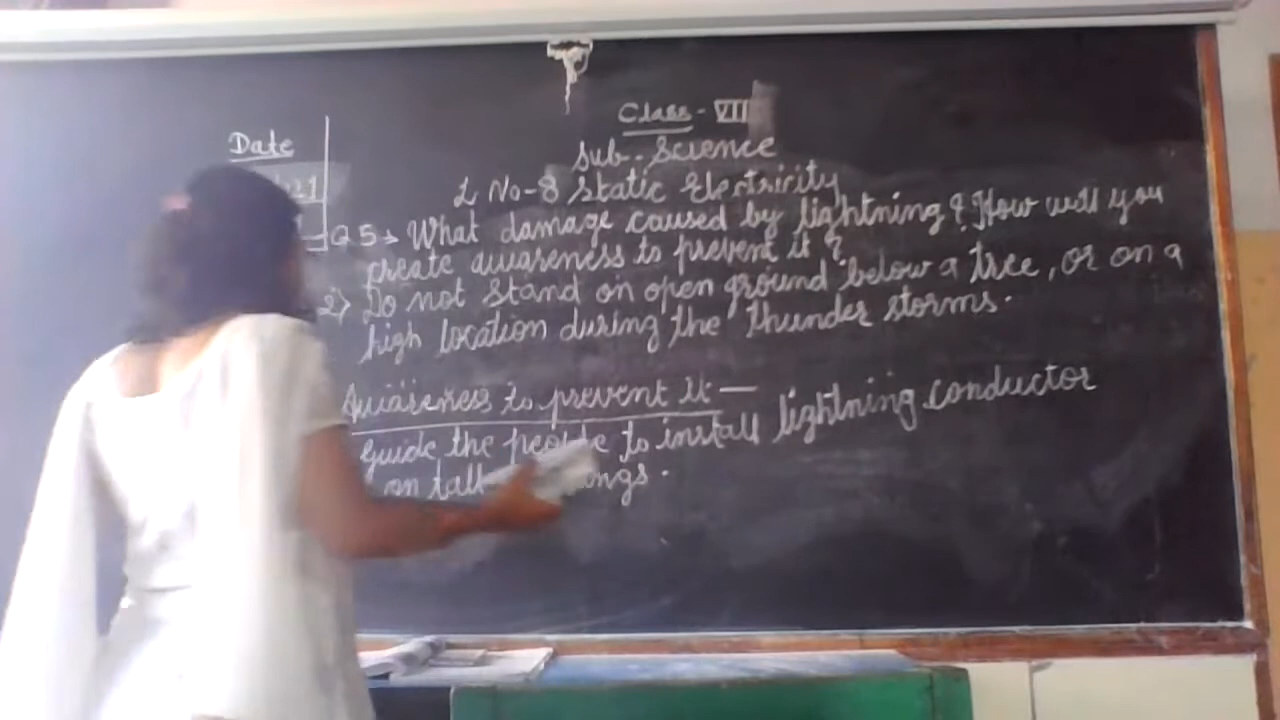 Date
21
Class - VII
Sub - Science
L No-8 Static Electricity
Q 5 → What damage caused by lightning? How will you
create awareness to prevent it?
2) Do not stand on open ground below a tree, or on a
high location during the thunder storms.
Awareness to prevent it —
Guide the people to install lightning conductor
on tall